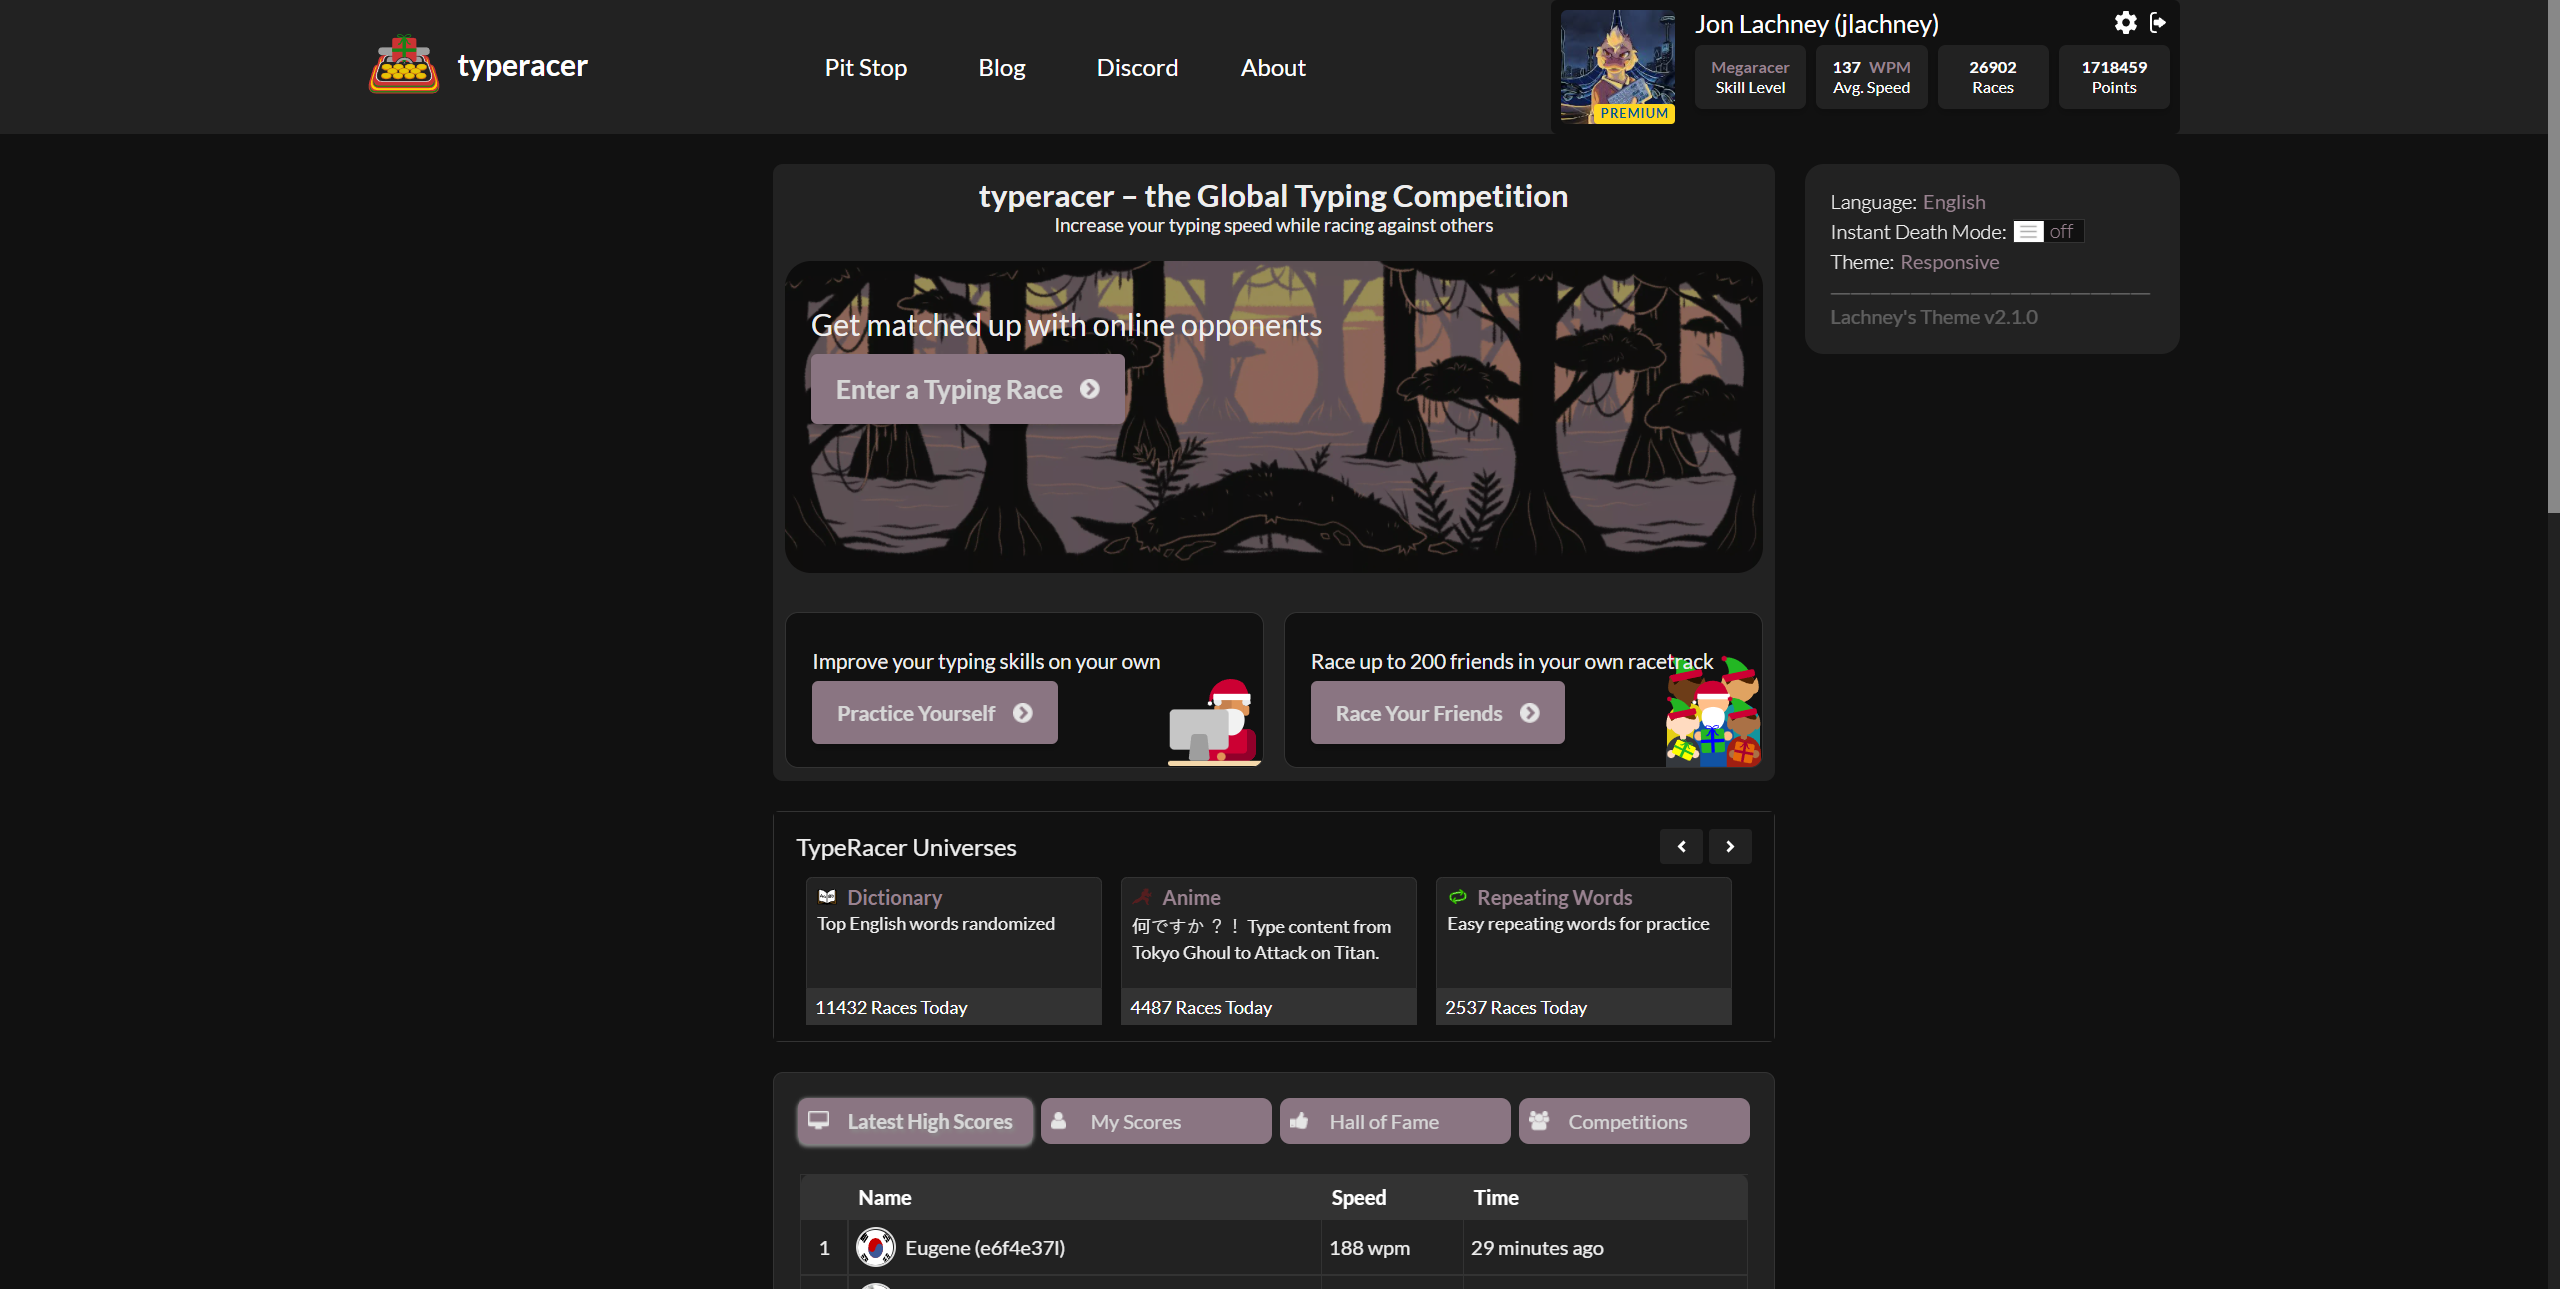 typeracer
Pit Stop
Blog
Discord
About
PREMIUM
Jon Lachney (jlachney)
Megaracer
Skill Level
137 WPM
Avg. Speed
26902
Races
1718459
Points
typeracer – the Global Typing Competition
Increase your typing speed while racing against others
Get matched up with online opponents
Enter a Typing Race
Improve your typing skills on your own
Practice Yourself
Race up to 200 friends in your own racetrack
Race Your Friends
Language: English
Instant Death Mode: off
Theme: Responsive
Lachney's Theme v2.1.0
TypeRacer Universes
Dictionary
Top English words randomized
11432 Races Today
Anime
何ですか？！ Type content from
Tokyo Ghoul to Attack on Titan.
4487 Races Today
Repeating Words
Easy repeating words for practice
2537 Races Today
Latest High Scores
My Scores
Hall of Fame
Competitions
Name Speed Time
1 Eugene (e6f4e37l) 188 wpm 29 minutes ago